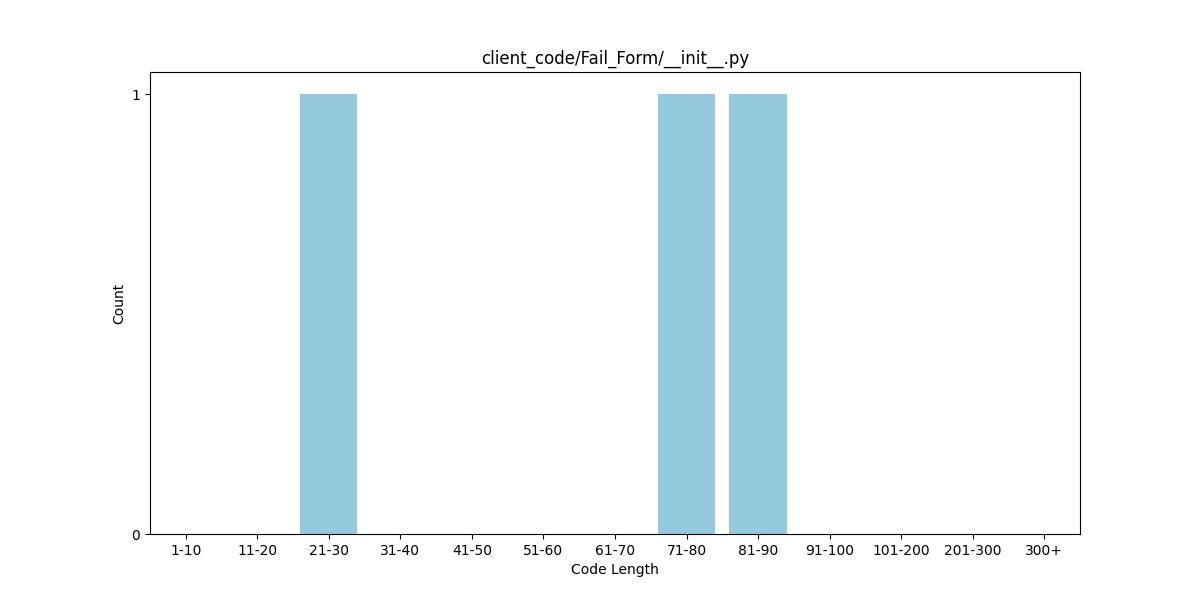 client_code/Fail_Form/__init__.py
1
Count
0
1-10 11-20 21-30 31-40 41-50 51-60 61-70 71-80 81-90 91-100 101-200 201-300 300+
Code Length